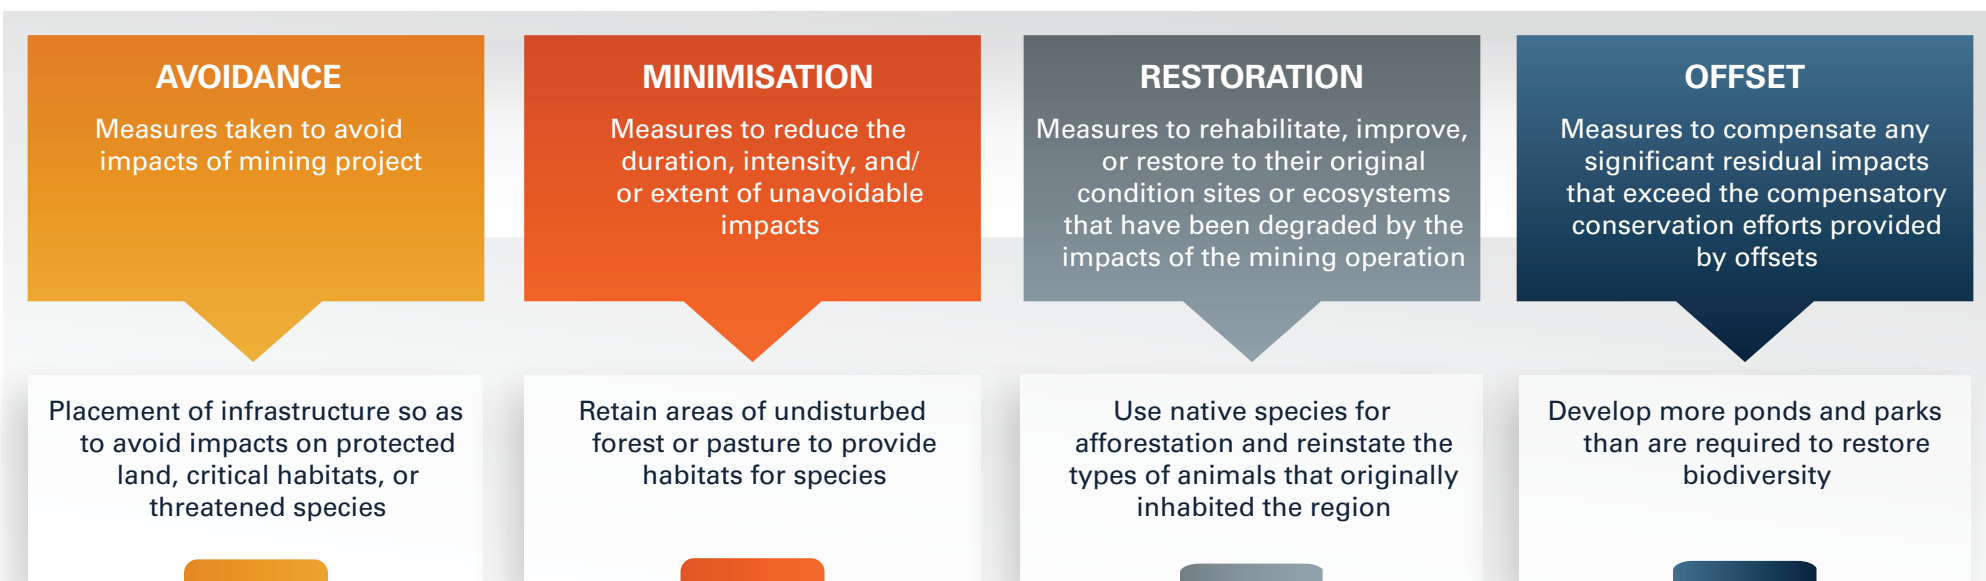 AVOIDANCE
Measures taken to avoid
impacts of mining project
MINIMISATION
Measures to reduce the
duration, intensity, and/
or extent of unavoidable
impacts
RESTORATION
Measures to rehabilitate, improve,
or restore to their original
condition sites or ecosystems
that have been degraded by the
impacts of the mining operation
OFFSET
Measures to compensate any
significant residual impacts
that exceed the compensatory
conservation efforts provided
by offsets
Placement of infrastructure so as
to avoid impacts on protected
land, critical habitats, or
threatened species
Retain areas of undisturbed
forest or pasture to provide
habitats for species
Use native species for
afforestation and reinstate the
types of animals that originally
inhabited the region
Develop more ponds and parks
than are required to restore
biodiversity